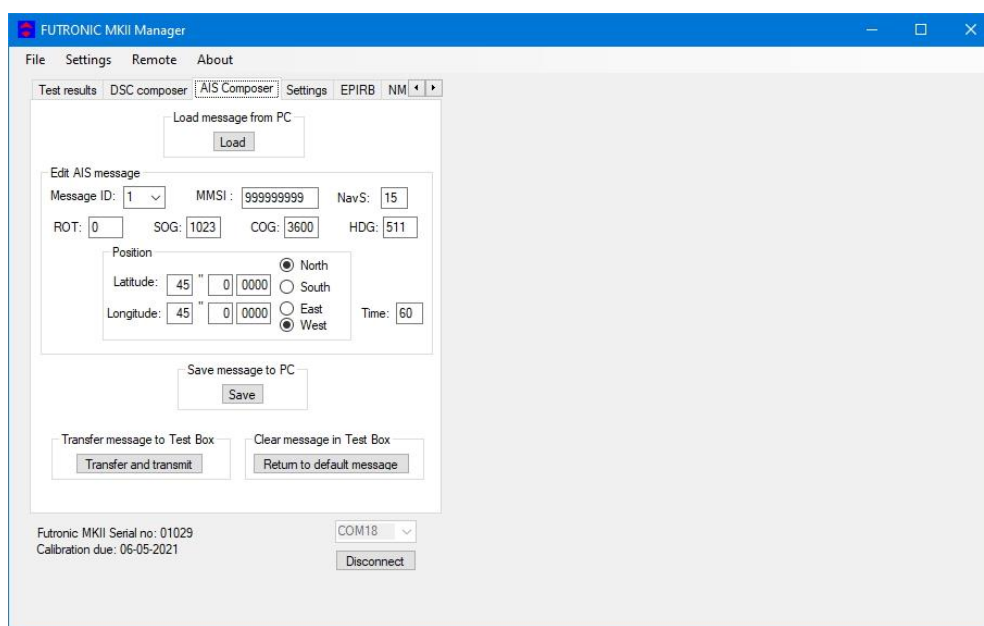 FUTRONIC MKII Manager
File Settings Remote About
Test results DSC composer AIS Composer Settings EPIRB NM
Load message from PC
Load
Edit AIS message
Message ID: 1 MMSI : 999999999 NavS: 15
ROT: 0 SOG: 1023 COG: 3600 HDG: 511
Position
North
Latitude: 45 " 0 0000
South
East
Longitude: 45 " 0 0000 Time: 60
West
Save message to PC
Save
Transfer message to Test Box Clear message in Test Box
Transfer and transmit Return to default message
Futronic MKII Serial no: 01029 COM18
Calibration due: 06-05-2021
Disconnect